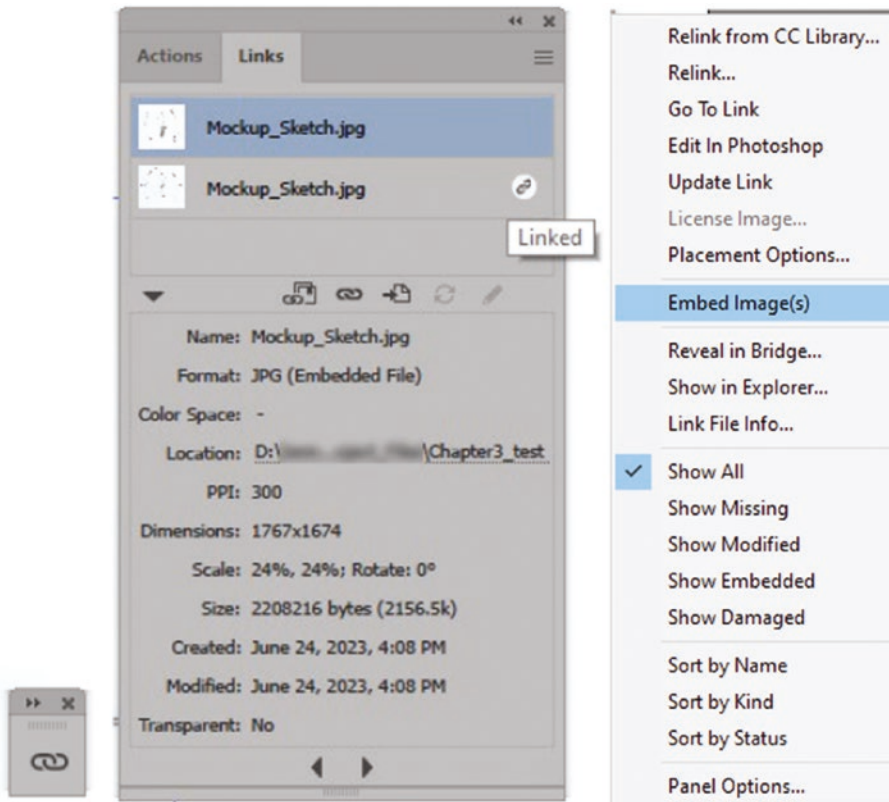 Actions Links
Mockup_Sketch.jpg
Mockup_Sketch.jpg
Linked
Name: Mockup_Sketch.jpg
Format: JPG (Embedded File)
Color Space: -
Location: D:\ \Chapter3_test
PPI: 300
Dimensions: 1767x1674
Scale: 24%, 24%; Rotate: 0°
Size: 2208216 bytes (2156.5k)
Created: June 24, 2023, 4:08 PM
Modified: June 24, 2023, 4:08 PM
Transparent: No
Relink from CC Library...
Relink...
Go To Link
Edit In Photoshop
Update Link
License Image...
Placement Options...
Embed Image(s)
Reveal in Bridge...
Show in Explorer...
Link File Info...
Show All
Show Missing
Show Modified
Show Embedded
Show Damaged
Sort by Name
Sort by Kind
Sort by Status
Panel Options...